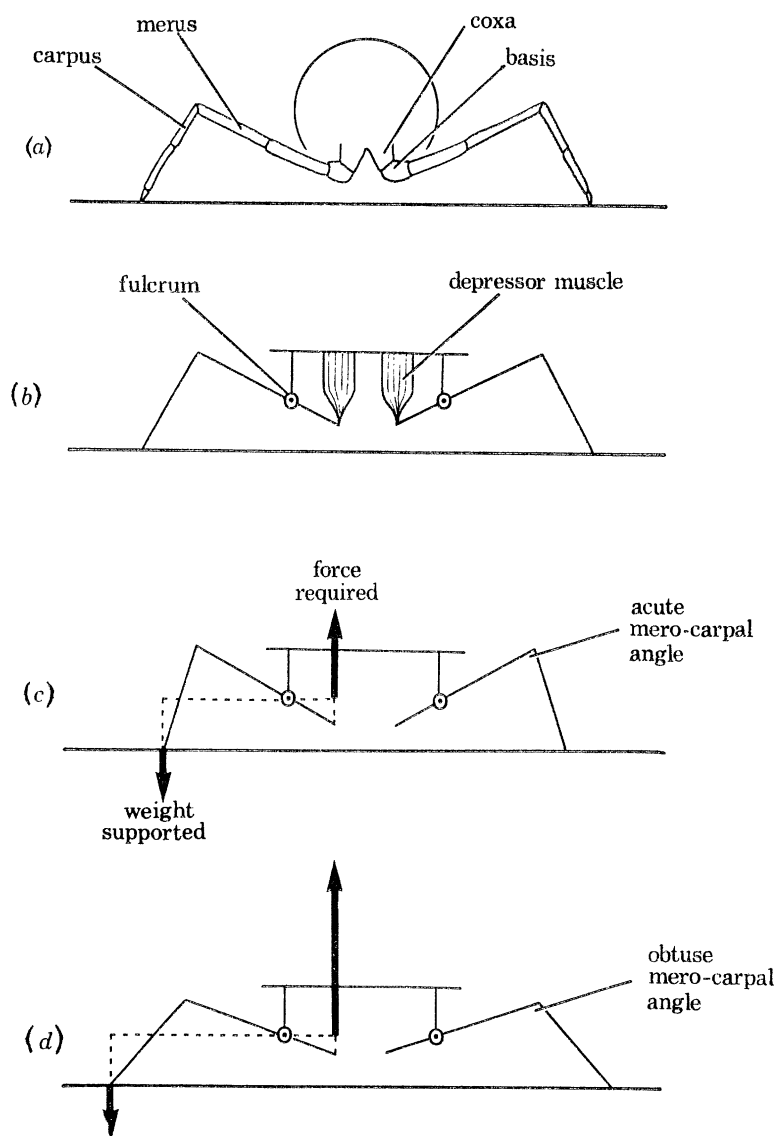 merus
coxa
carpus
basis
(a)
fulcrum
depressor muscle
(b)
force
required
acute
mero-carpal
angle
(c)
weight
supported
obtuse
mero-carpal
angle
(d)